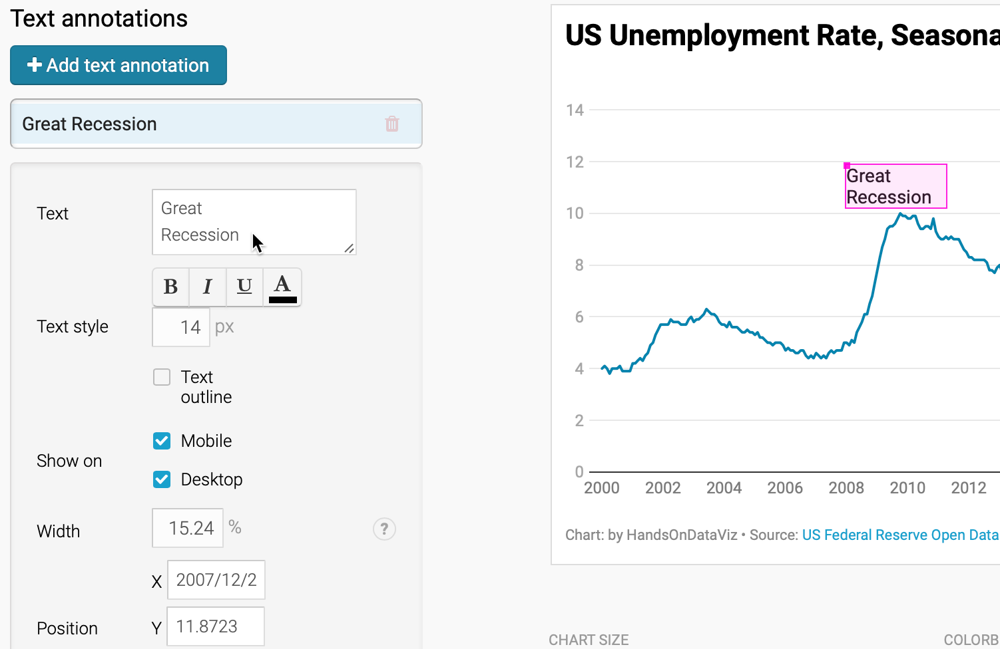 Text annotations
Add text annotation
Great Recession
Text
Great
Recession
B I U A
Text style
14 px
Text
outline
Show on
Mobile
Desktop
Width
15.24 %
?
X 2007/12/2
Position
Y 11.8723
US Unemployment Rate, Seasona
14
12
10
8
6
4
2
0
Great
Recession
2000 2002 2004 2006 2008 2010 2012
Chart: by HandsOnDataViz • Source: US Federal Reserve Open Data
CHART SIZE
COLORB